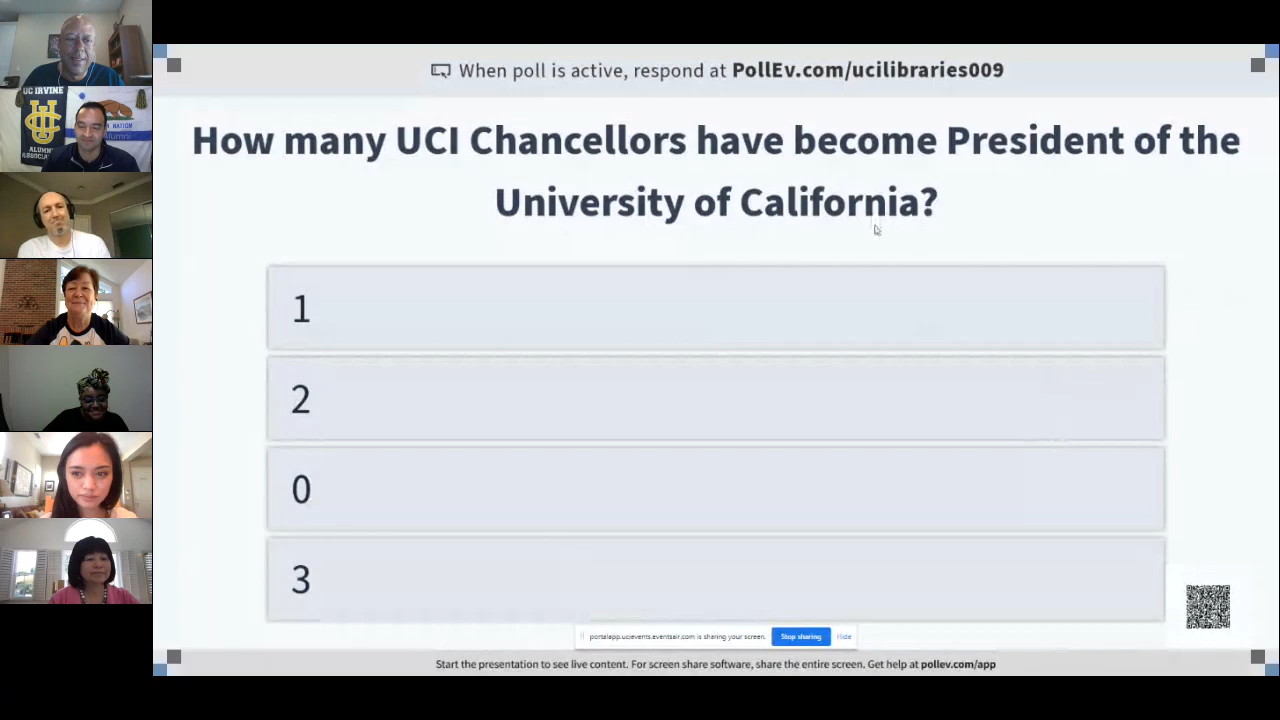 When poll is active, respond at PollEv.com/ucilibraries009
How many UCI Chancellors have become President of the
University of California?
1
2
0
3
portalapp.ucievents.eventsair.com is sharing your screen.
Stop sharing
Hide
Start the presentation to see live content. For screen share software, share the entire screen. Get help at pollev.com/app
UC IRVINE
ALUMNI
NATION
Alumni